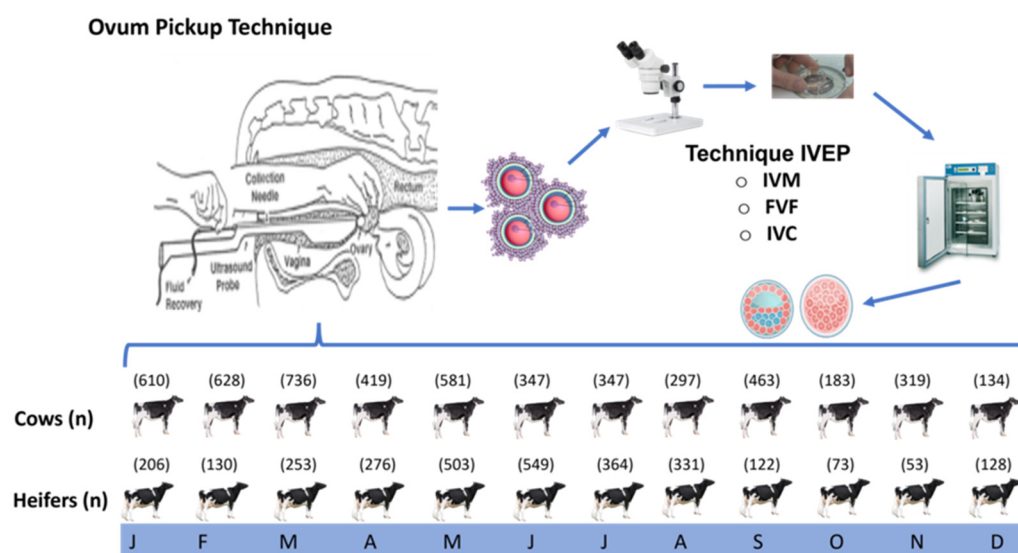 Ovum Pickup Technique
Collection
Needle
Rectum
Ultrasound
Probe
Vagina
Ovary
Fluid
Recovery
Technique IVEP
IVM
FVF
IVC
(610) (628) (736) (419) (581) (347) (347) (297) (463) (183) (319) (134)
Cows (n)
(206) (130) (253) (276) (503) (549) (364) (331) (122) (73) (53) (128)
Heifers (n)
J F M A M J J A S O N D